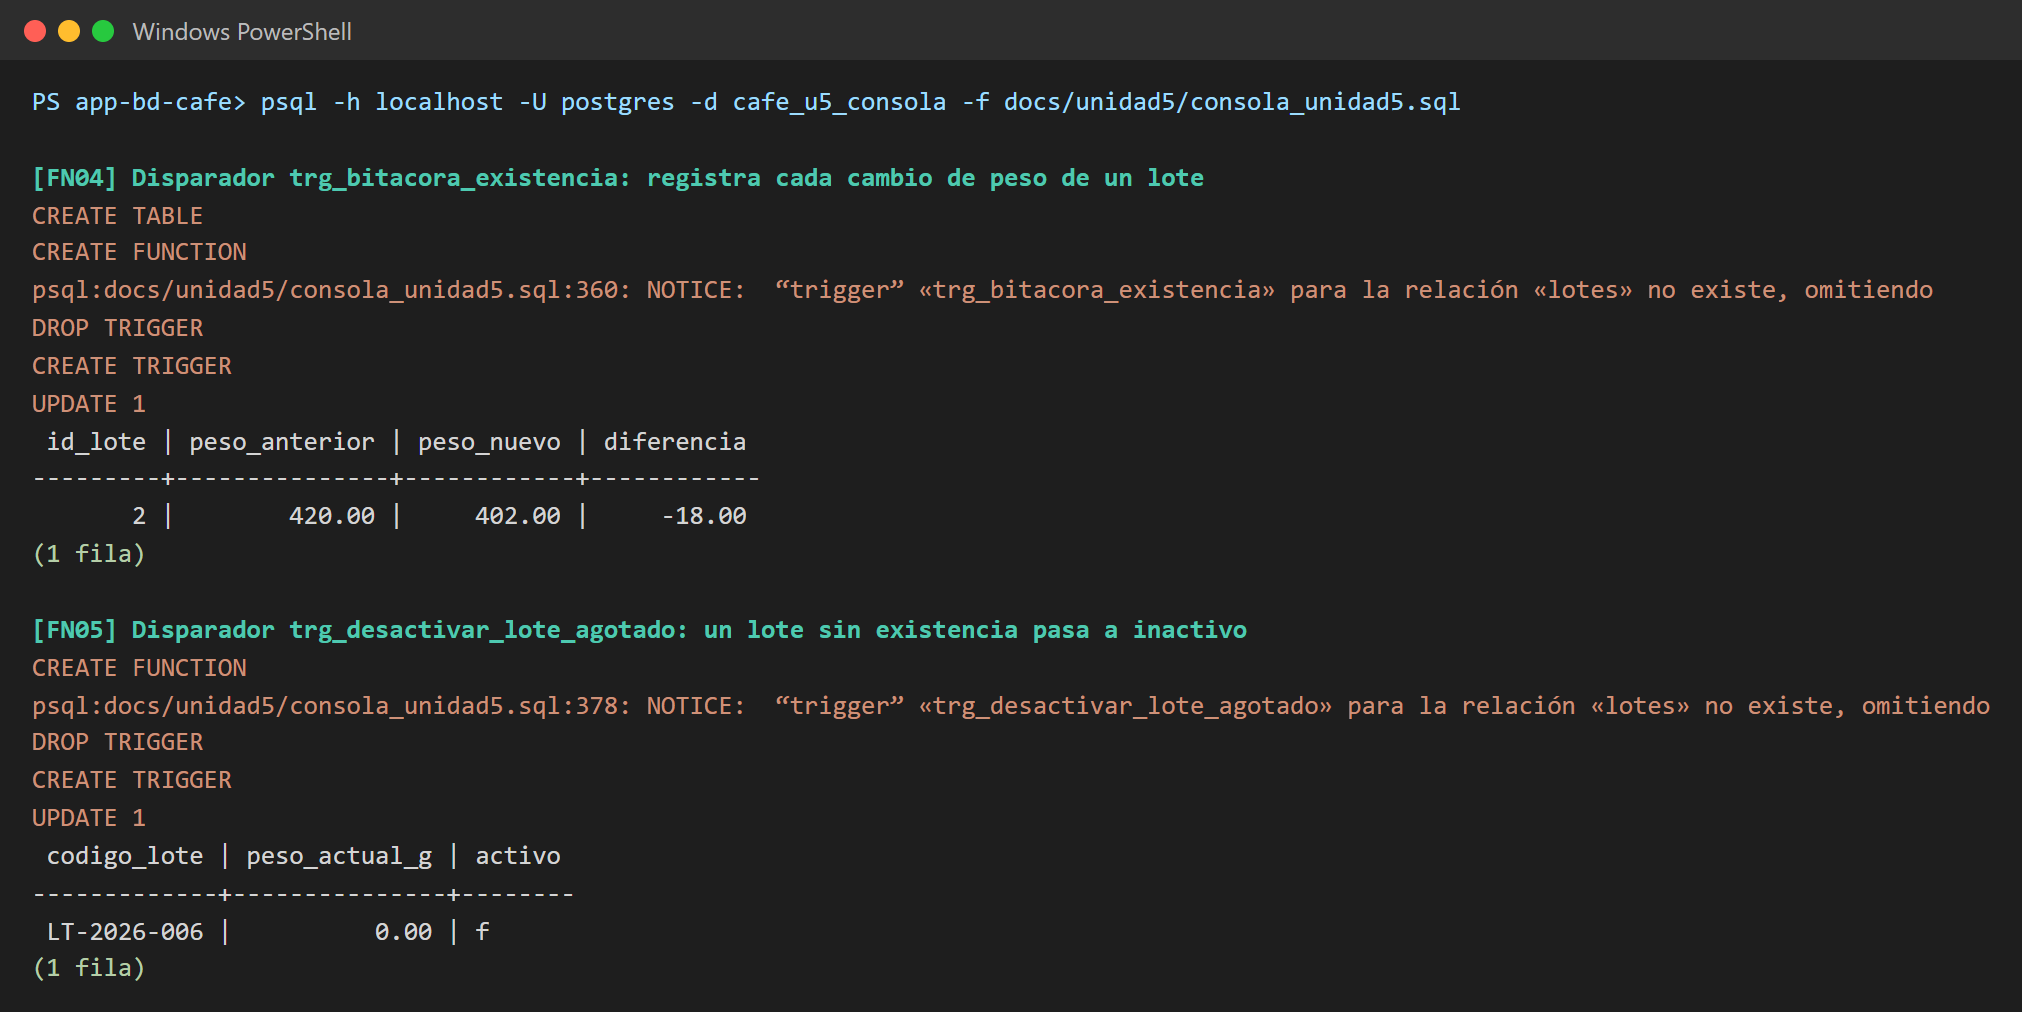 Windows PowerShell
PS app-bd-cafe> psql -h localhost -U postgres -d cafe_u5_consola -f docs/unidad5/consola_unidad5.sql
[FN04] Disparador trg_bitacora_existencia: registra cada cambio de peso de un lote
CREATE TABLE
CREATE FUNCTION
psql:docs/unidad5/consola_unidad5.sql:360: NOTICE:  “trigger” «trg_bitacora_existencia» para la relación «lotes» no existe, omitiendo
DROP TRIGGER
CREATE TRIGGER
UPDATE 1
 id_lote | peso_anterior | peso_nuevo | diferencia
---------+---------------+------------+------------
       2 |        420.00 |     402.00 |     -18.00
(1 fila)
[FN05] Disparador trg_desactivar_lote_agotado: un lote sin existencia pasa a inactivo
CREATE FUNCTION
psql:docs/unidad5/consola_unidad5.sql:378: NOTICE:  “trigger” «trg_desactivar_lote_agotado» para la relación «lotes» no existe, omitiendo
DROP TRIGGER
CREATE TRIGGER
UPDATE 1
 codigo_lote | peso_actual_g | activo
-------------+---------------+--------
 LT-2026-006 |          0.00 | f
(1 fila)